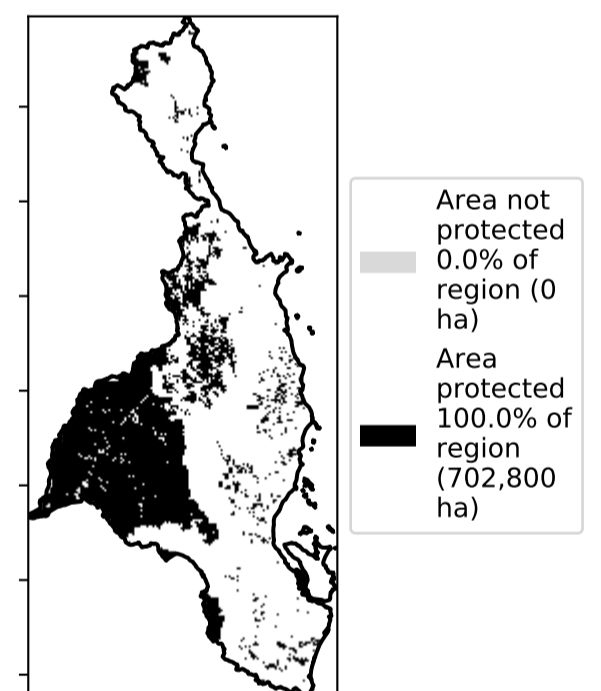 Area not
protected
0.0% of
region (0
ha)
Area
protected
100.0% of
region
(702,800
ha)